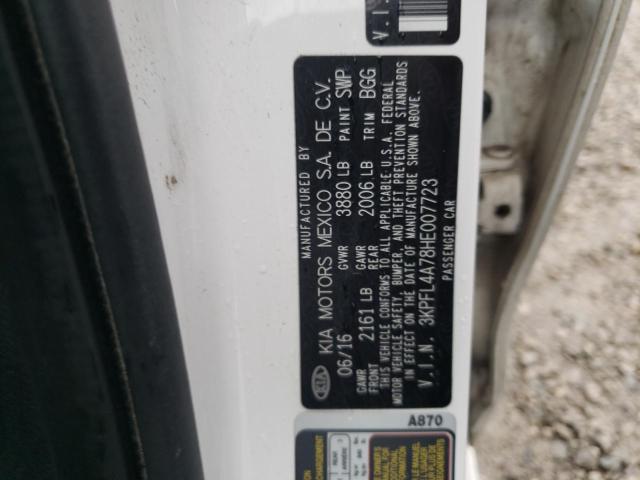 V.I.N.
MANUFACTURED BY
KIA KIA MOTORS MEXICO S.A. DE C.V.
06/16 GVWR 3880 LB PAINT SWP
GAWR FRONT 2161 LB GAWR REAR 2006 LB TRIM BGG
THIS VEHICLE CONFORMS TO ALL APPLICABLE U.S.A. FEDERAL
MOTOR VEHICLE SAFETY, BUMPER, AND THEFT PREVENTION STANDARDS
IN EFFECT ON THE DATE OF MANUFACTURE SHOWN ABOVE.
V.I.N. 3KPFL4A78HE007723
PASSENGER CAR
A870